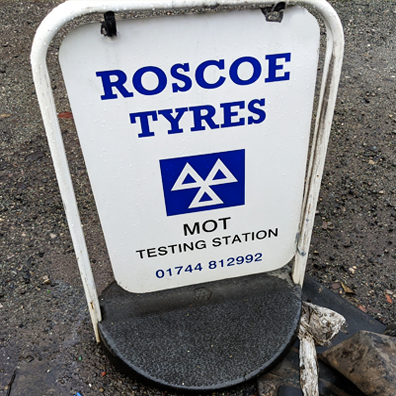 ROSCOE
TYRES
MOT
TESTING STATION
01744 812992